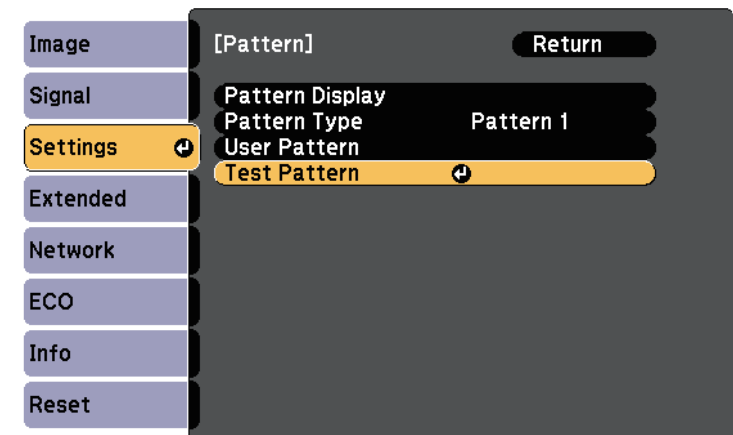 Image
Signal
Settings
Extended
Network
ECO
Info
Reset
[Pattern] Return
Pattern Display
Pattern Type Pattern 1
User Pattern
Test Pattern